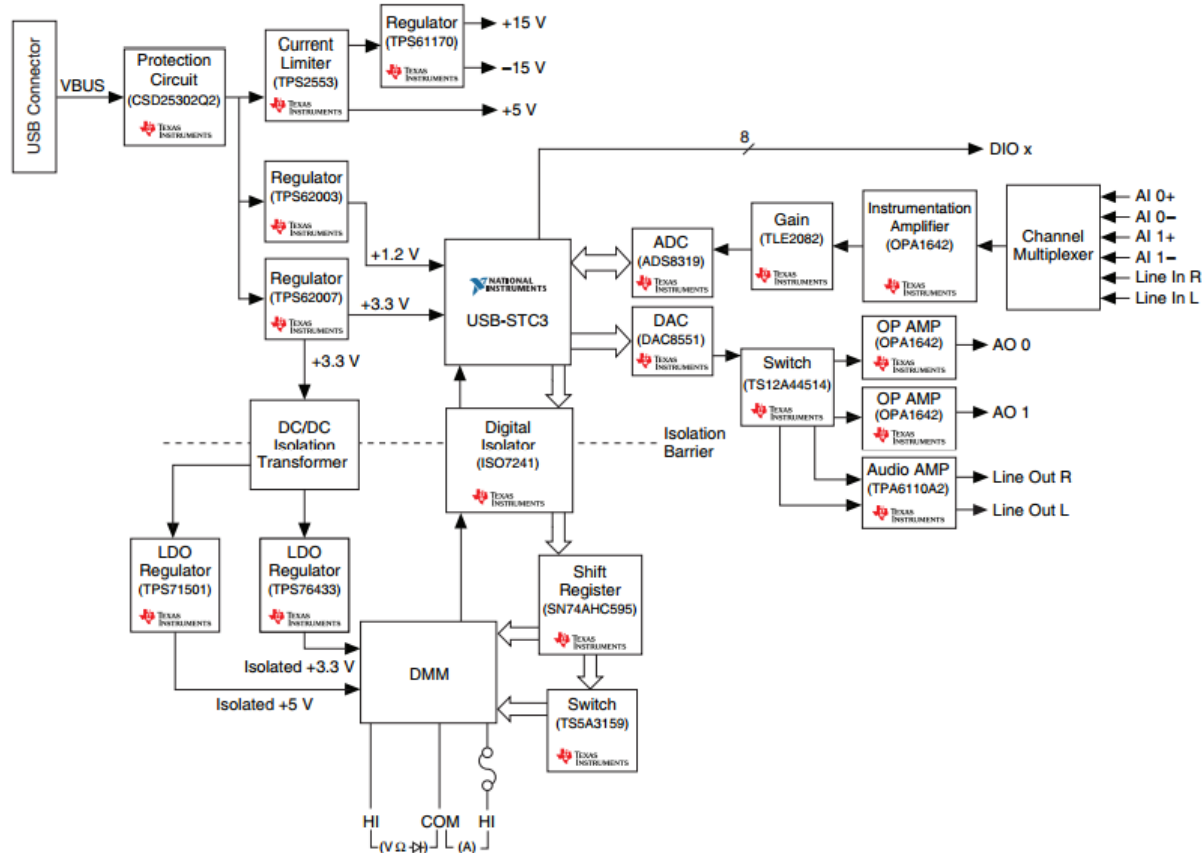 USB Connector
VBUS
Protection
Circuit
(CSD25302Q2)
TEXAS
INSTRUMENTS
Current
Limiter
(TPS2553)
TEXAS
INSTRUMENTS
Regulator
(TPS61170)
TEXAS
INSTRUMENTS
+15 V
−15 V
+5 V
Regulator
(TPS62003)
TEXAS
INSTRUMENTS
+1.2 V
Regulator
(TPS62007)
TEXAS
INSTRUMENTS
+3.3 V
+3.3 V
NATIONAL
INSTRUMENTS
USB-STC3
8
DIO x
ADC
(ADS8319)
TEXAS
INSTRUMENTS
Gain
(TLE2082)
TEXAS
INSTRUMENTS
Instrumentation
Amplifier
(OPA1642)
TEXAS
INSTRUMENTS
Channel
Multiplexer
AI 0+
AI 0−
AI 1+
AI 1−
Line In R
Line In L
DAC
(DAC8551)
TEXAS
INSTRUMENTS
Switch
(TS12A44514)
TEXAS
INSTRUMENTS
OP AMP
(OPA1642)
TEXAS
INSTRUMENTS
AO 0
OP AMP
(OPA1642)
TEXAS
INSTRUMENTS
AO 1
Audio AMP
(TPA6110A2)
TEXAS
INSTRUMENTS
Line Out R
Line Out L
DC/DC
Isolation
Transformer
Digital
Isolator
(ISO7241)
TEXAS
INSTRUMENTS
Isolation
Barrier
LDO
Regulator
(TPS71501)
TEXAS
INSTRUMENTS
LDO
Regulator
(TPS76433)
TEXAS
INSTRUMENTS
Shift
Register
(SN74AHC595)
TEXAS
INSTRUMENTS
Isolated +3.3 V
Isolated +5 V
DMM
Switch
(TS5A3159)
TEXAS
INSTRUMENTS
HI
COM
HI
(V Ω )
(A)